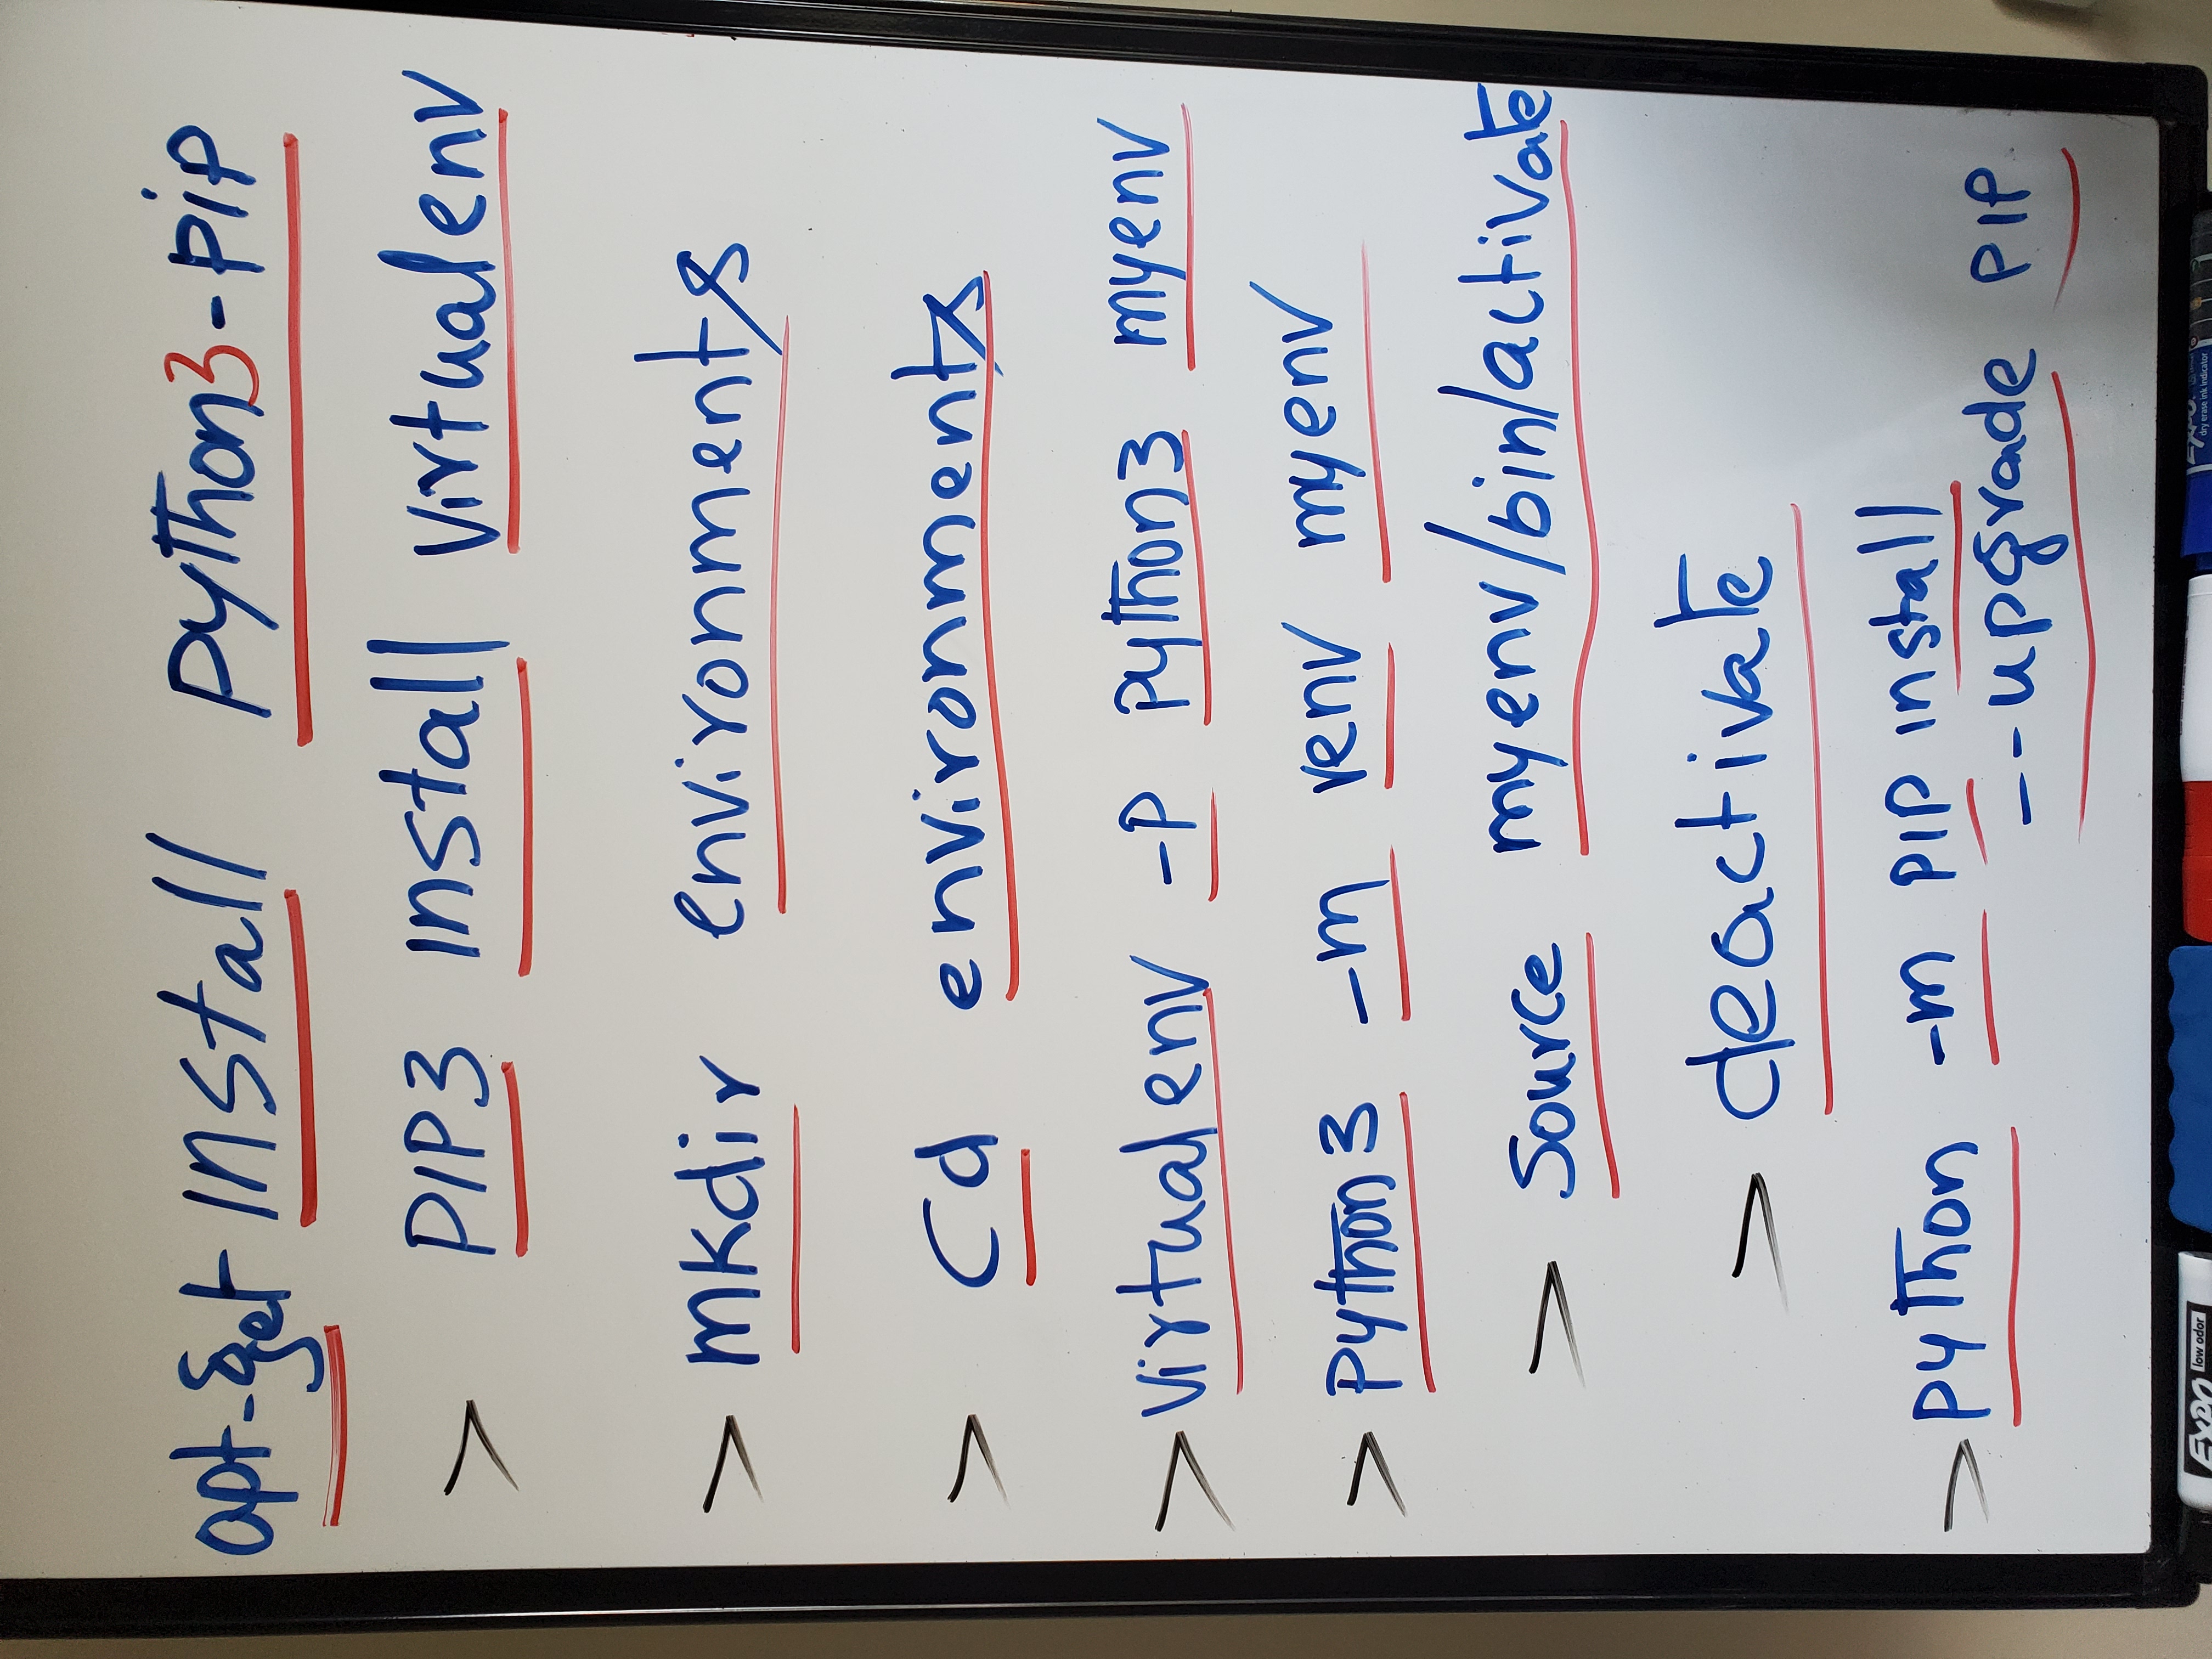 apt-get install python3-pip
> PIP3 install virtualenv
> mkdir environments
> cd environments
> virtualenv -p python3 myenv
> python3 -m venv myenv
> source myenv/bin/activate
> deactivate
> python -m pip install
--upgrade pip
EXPO low odor
EXPO
dry erase ink indicator